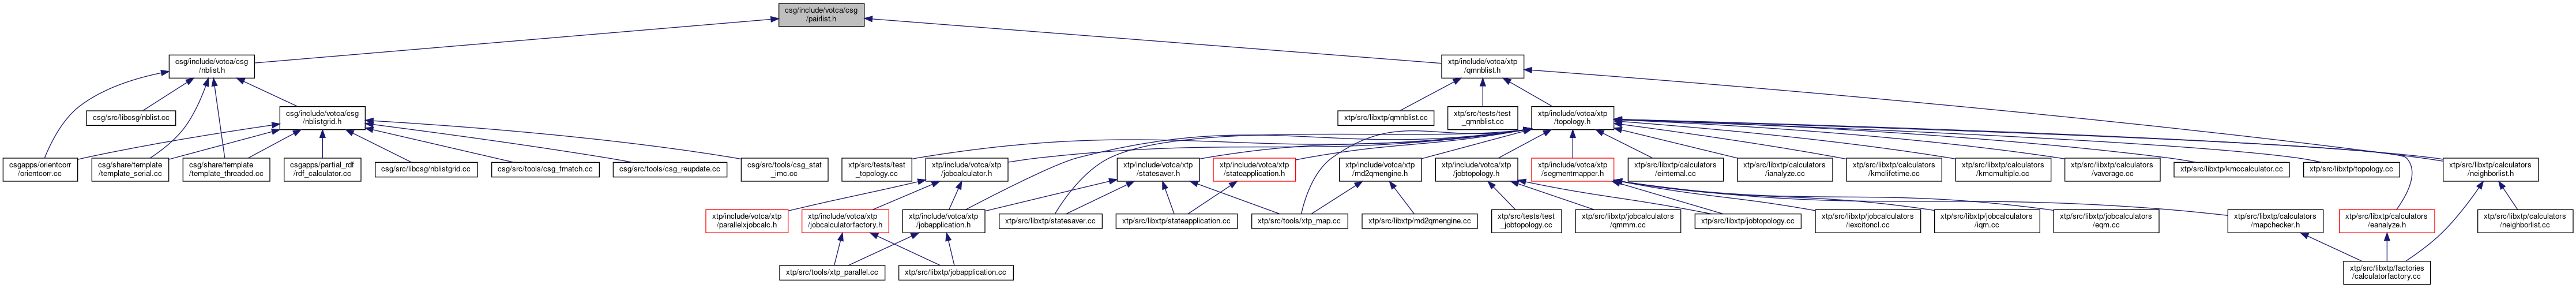 csg/include/votca/csg
/pairlist.h
csg/include/votca/csg
/nblist.h
xtp/include/votca/xtp
/qmnblist.h
csg/src/libcsg/nblist.cc
csg/include/votca/csg
/nblistgrid.h
xtp/src/libxtp/qmnblist.cc
xtp/src/tests/test
_qmnblist.cc
xtp/include/votca/xtp
/topology.h
csgapps/orientcorr
/orientcorr.cc
csg/share/template
/template_serial.cc
csg/share/template
/template_threaded.cc
csgapps/partial_rdf
/rdf_calculator.cc
csg/src/libcsg/nblistgrid.cc
csg/src/tools/csg_fmatch.cc
csg/src/tools/csg_reupdate.cc
csg/src/tools/csg_stat
_imc.cc
xtp/src/tests/test
_topology.cc
xtp/include/votca/xtp
/jobcalculator.h
xtp/include/votca/xtp
/statesaver.h
xtp/include/votca/xtp
/stateapplication.h
xtp/include/votca/xtp
/md2qmengine.h
xtp/include/votca/xtp
/jobtopology.h
xtp/include/votca/xtp
/segmentmapper.h
xtp/src/libxtp/calculators
/einternal.cc
xtp/src/libxtp/calculators
/ianalyze.cc
xtp/src/libxtp/calculators
/kmclifetime.cc
xtp/src/libxtp/calculators
/kmcmultiple.cc
xtp/src/libxtp/calculators
/vaverage.cc
xtp/src/libxtp/kmccalculator.cc
xtp/src/libxtp/topology.cc
xtp/src/libxtp/calculators
/neighborlist.h
xtp/include/votca/xtp
/parallelxjobcalc.h
xtp/include/votca/xtp
/jobcalculatorfactory.h
xtp/include/votca/xtp
/jobapplication.h
xtp/src/libxtp/statesaver.cc
xtp/src/libxtp/stateapplication.cc
xtp/src/tools/xtp_map.cc
xtp/src/libxtp/md2qmengine.cc
xtp/src/tests/test
_jobtopology.cc
xtp/src/libxtp/jobcalculators
/qmmm.cc
xtp/src/libxtp/jobtopology.cc
xtp/src/libxtp/jobcalculators
/iexcitoncl.cc
xtp/src/libxtp/jobcalculators
/iqm.cc
xtp/src/libxtp/jobcalculators
/eqm.cc
xtp/src/libxtp/calculators
/mapchecker.h
xtp/src/libxtp/calculators
/eanalyze.h
xtp/src/libxtp/calculators
/neighborlist.cc
xtp/src/tools/xtp_parallel.cc
xtp/src/libxtp/jobapplication.cc
xtp/src/libxtp/factories
/calculatorfactory.cc